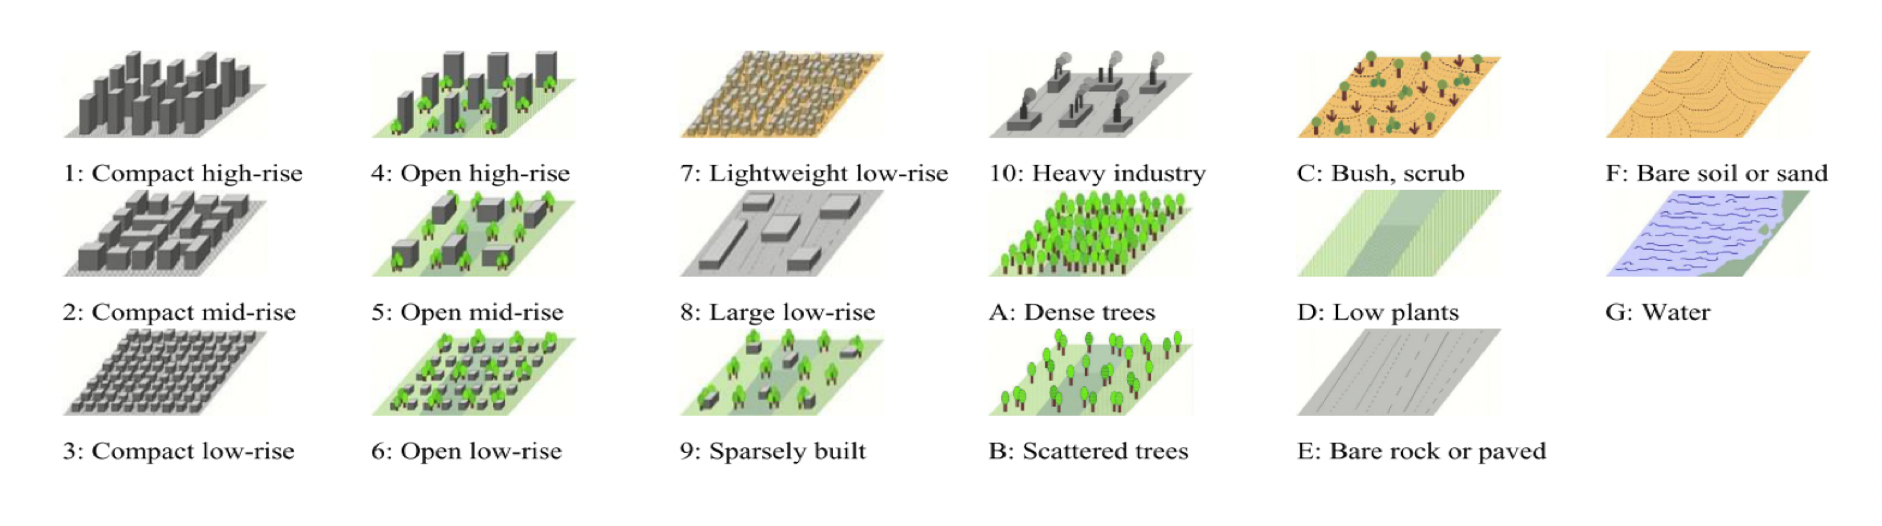 1: Compact high-rise
4: Open high-rise
7: Lightweight low-rise
10: Heavy industry
C: Bush, scrub
F: Bare soil or sand
2: Compact mid-rise
5: Open mid-rise
8: Large low-rise
A: Dense trees
D: Low plants
G: Water
3: Compact low-rise
6: Open low-rise
9: Sparsely built
B: Scattered trees
E: Bare rock or paved